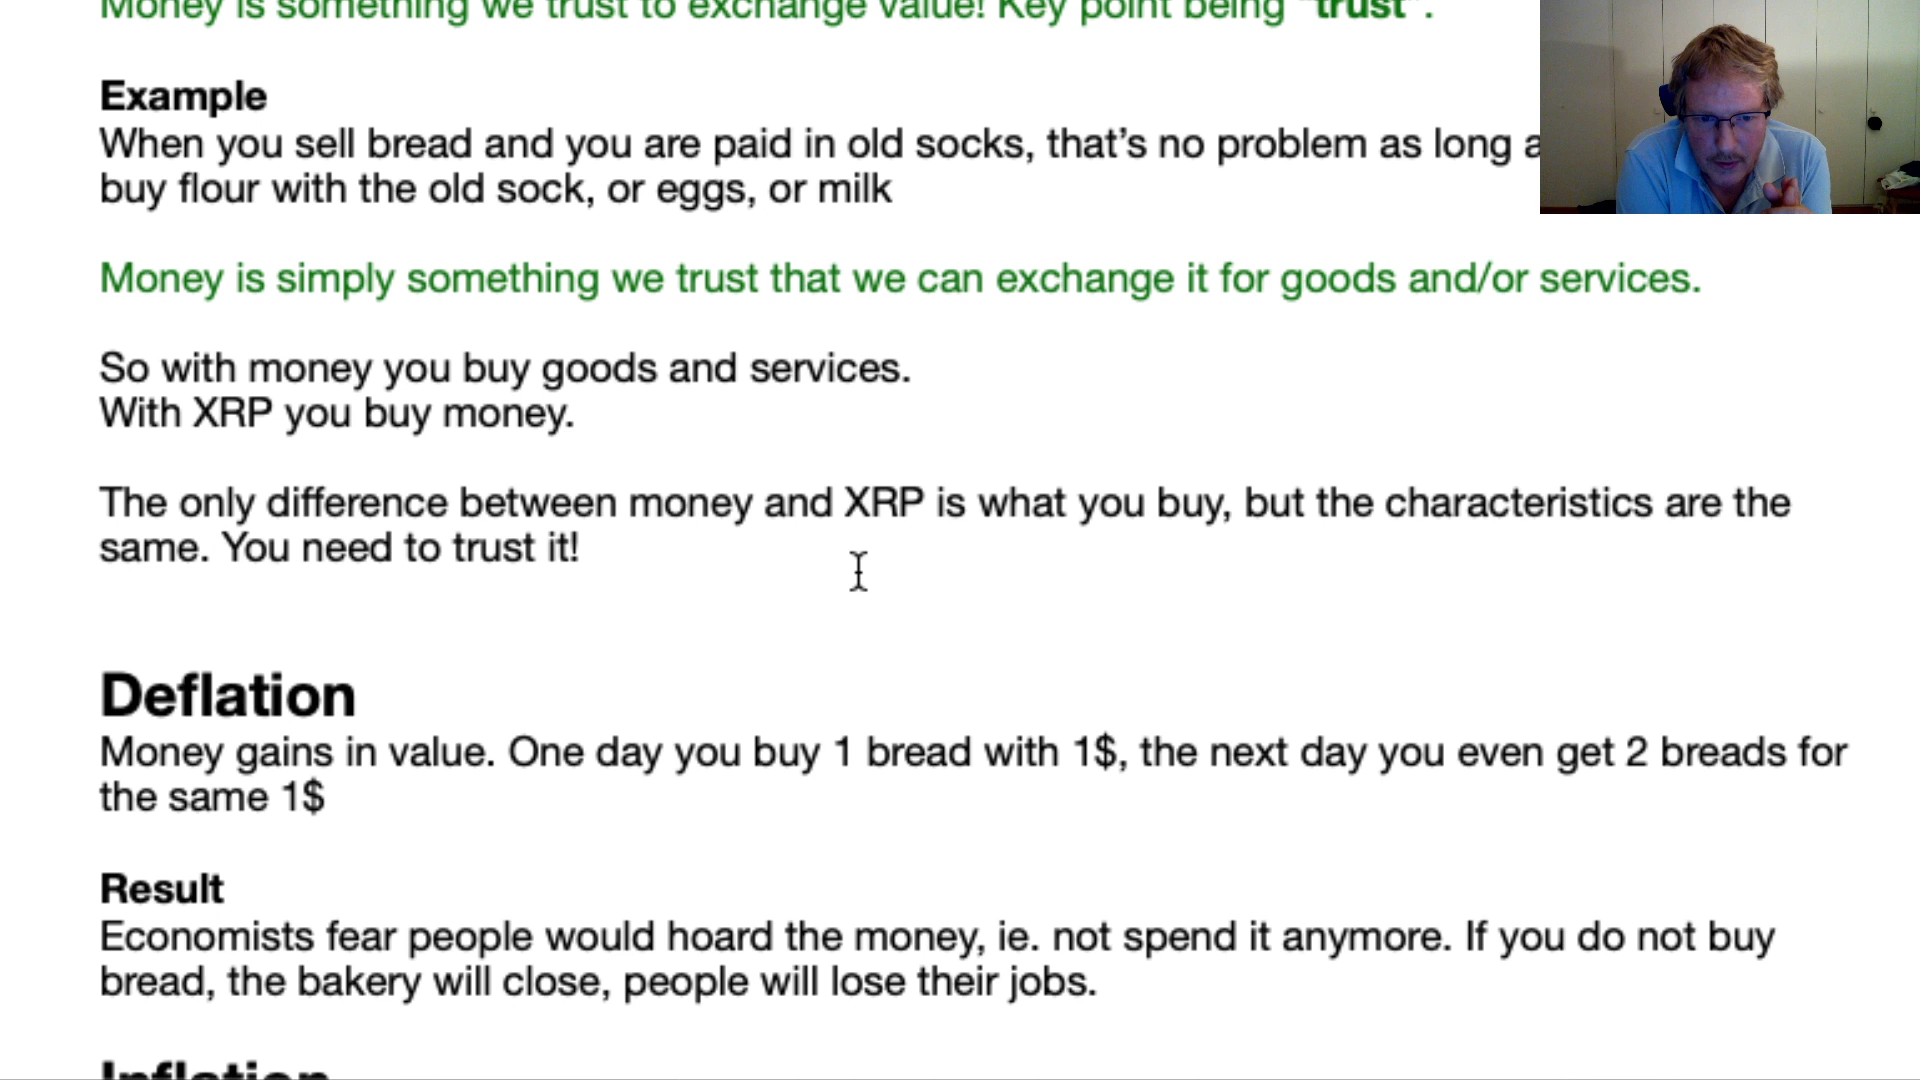 Money is something we trust to exchange value! Key point being "trust".
Example
When you sell bread and you are paid in old socks, that’s no problem as long
buy flour with the old sock, or eggs, or milk
Money is simply something we trust that we can exchange it for goods and/or services.
So with money you buy goods and services.
With XRP you buy money.
The only difference between money and XRP is what you buy, but the characteristics are the
same. You need to trust it!
Deflation
Money gains in value. One day you buy 1 bread with 1$, the next day you even get 2 breads for
the same 1$
Result
Economists fear people would hoard the money, ie. not spend it anymore. If you do not buy
bread, the bakery will close, people will lose their jobs.
Inflation